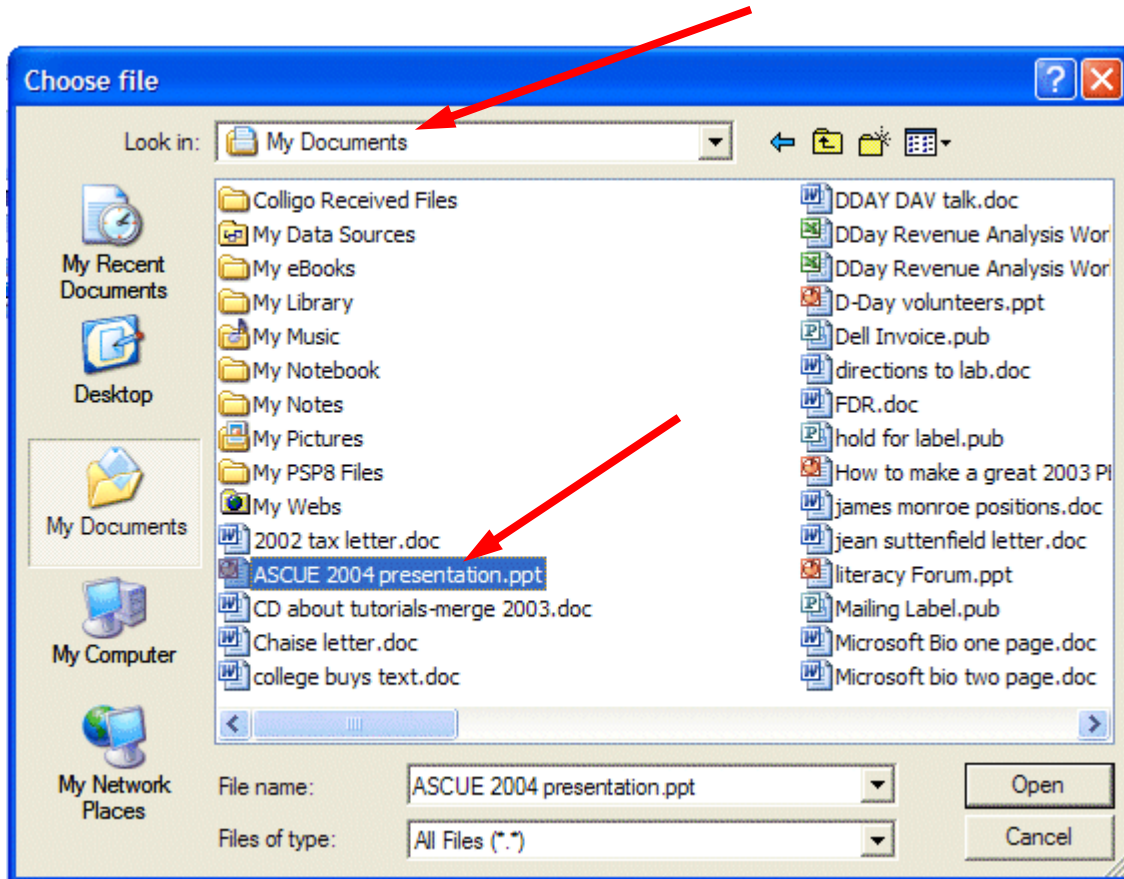 Choose file
Look in: My Documents
My Recent
Documents
Desktop
My Documents
My Computer
My Network
Places
Colligo Received Files
My Data Sources
My eBooks
My Library
My Music
My Notebook
My Notes
My Pictures
My PSP8 Files
My Webs
2002 tax letter.doc
ASCUE 2004 presentation.ppt
CD about tutorials-merge 2003.doc
Chaise letter.doc
college buys text.doc
DDAY DAV talk.doc
DDay Revenue Analysis Wor
DDay Revenue Analysis Wor
D-Day volunteers.ppt
Dell Invoice.pub
directions to lab.doc
FDR.doc
hold for label.pub
How to make a great 2003
james monroe positions.doc
jean suttenfield letter.doc
literacy Forum.ppt
Mailing Label.pub
Microsoft Bio one page.doc
Microsoft bio two page.doc
File name: ASCUE 2004 presentation.ppt
Open
Files of type: All Files (*.*)
Cancel